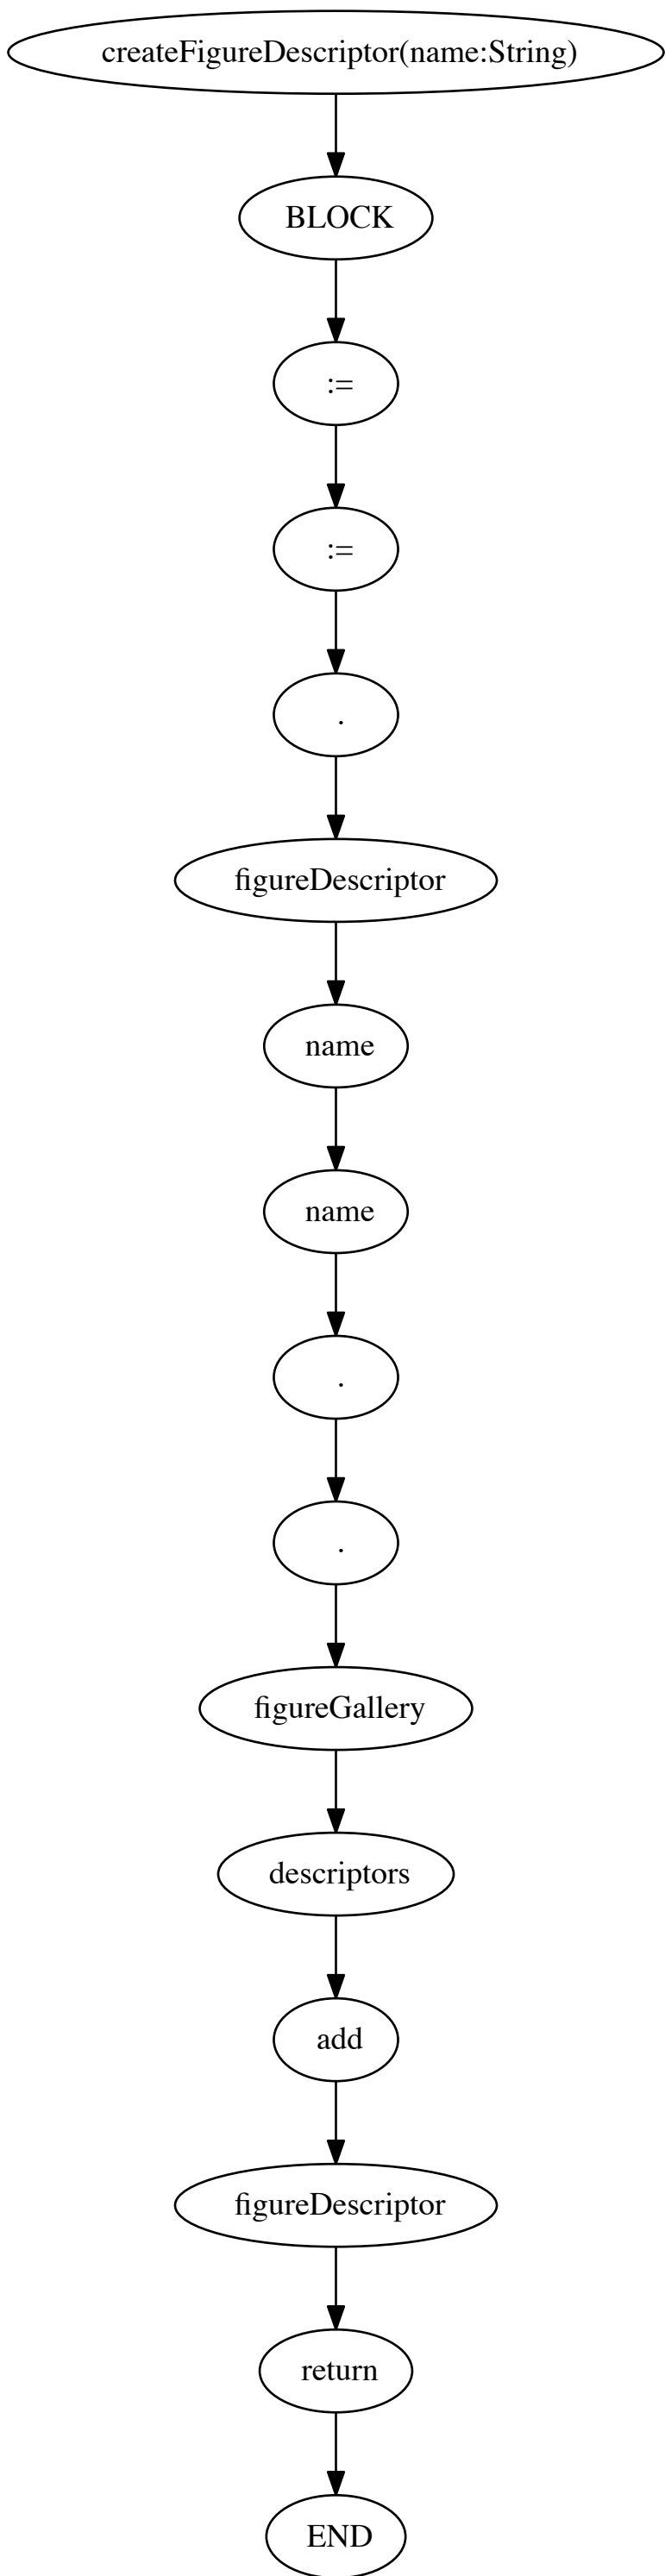 createFigureDescriptor(name:String)
BLOCK
:=
:=
.
figureDescriptor
name
name
.
.
figureGallery
descriptors
add
figureDescriptor
return
END